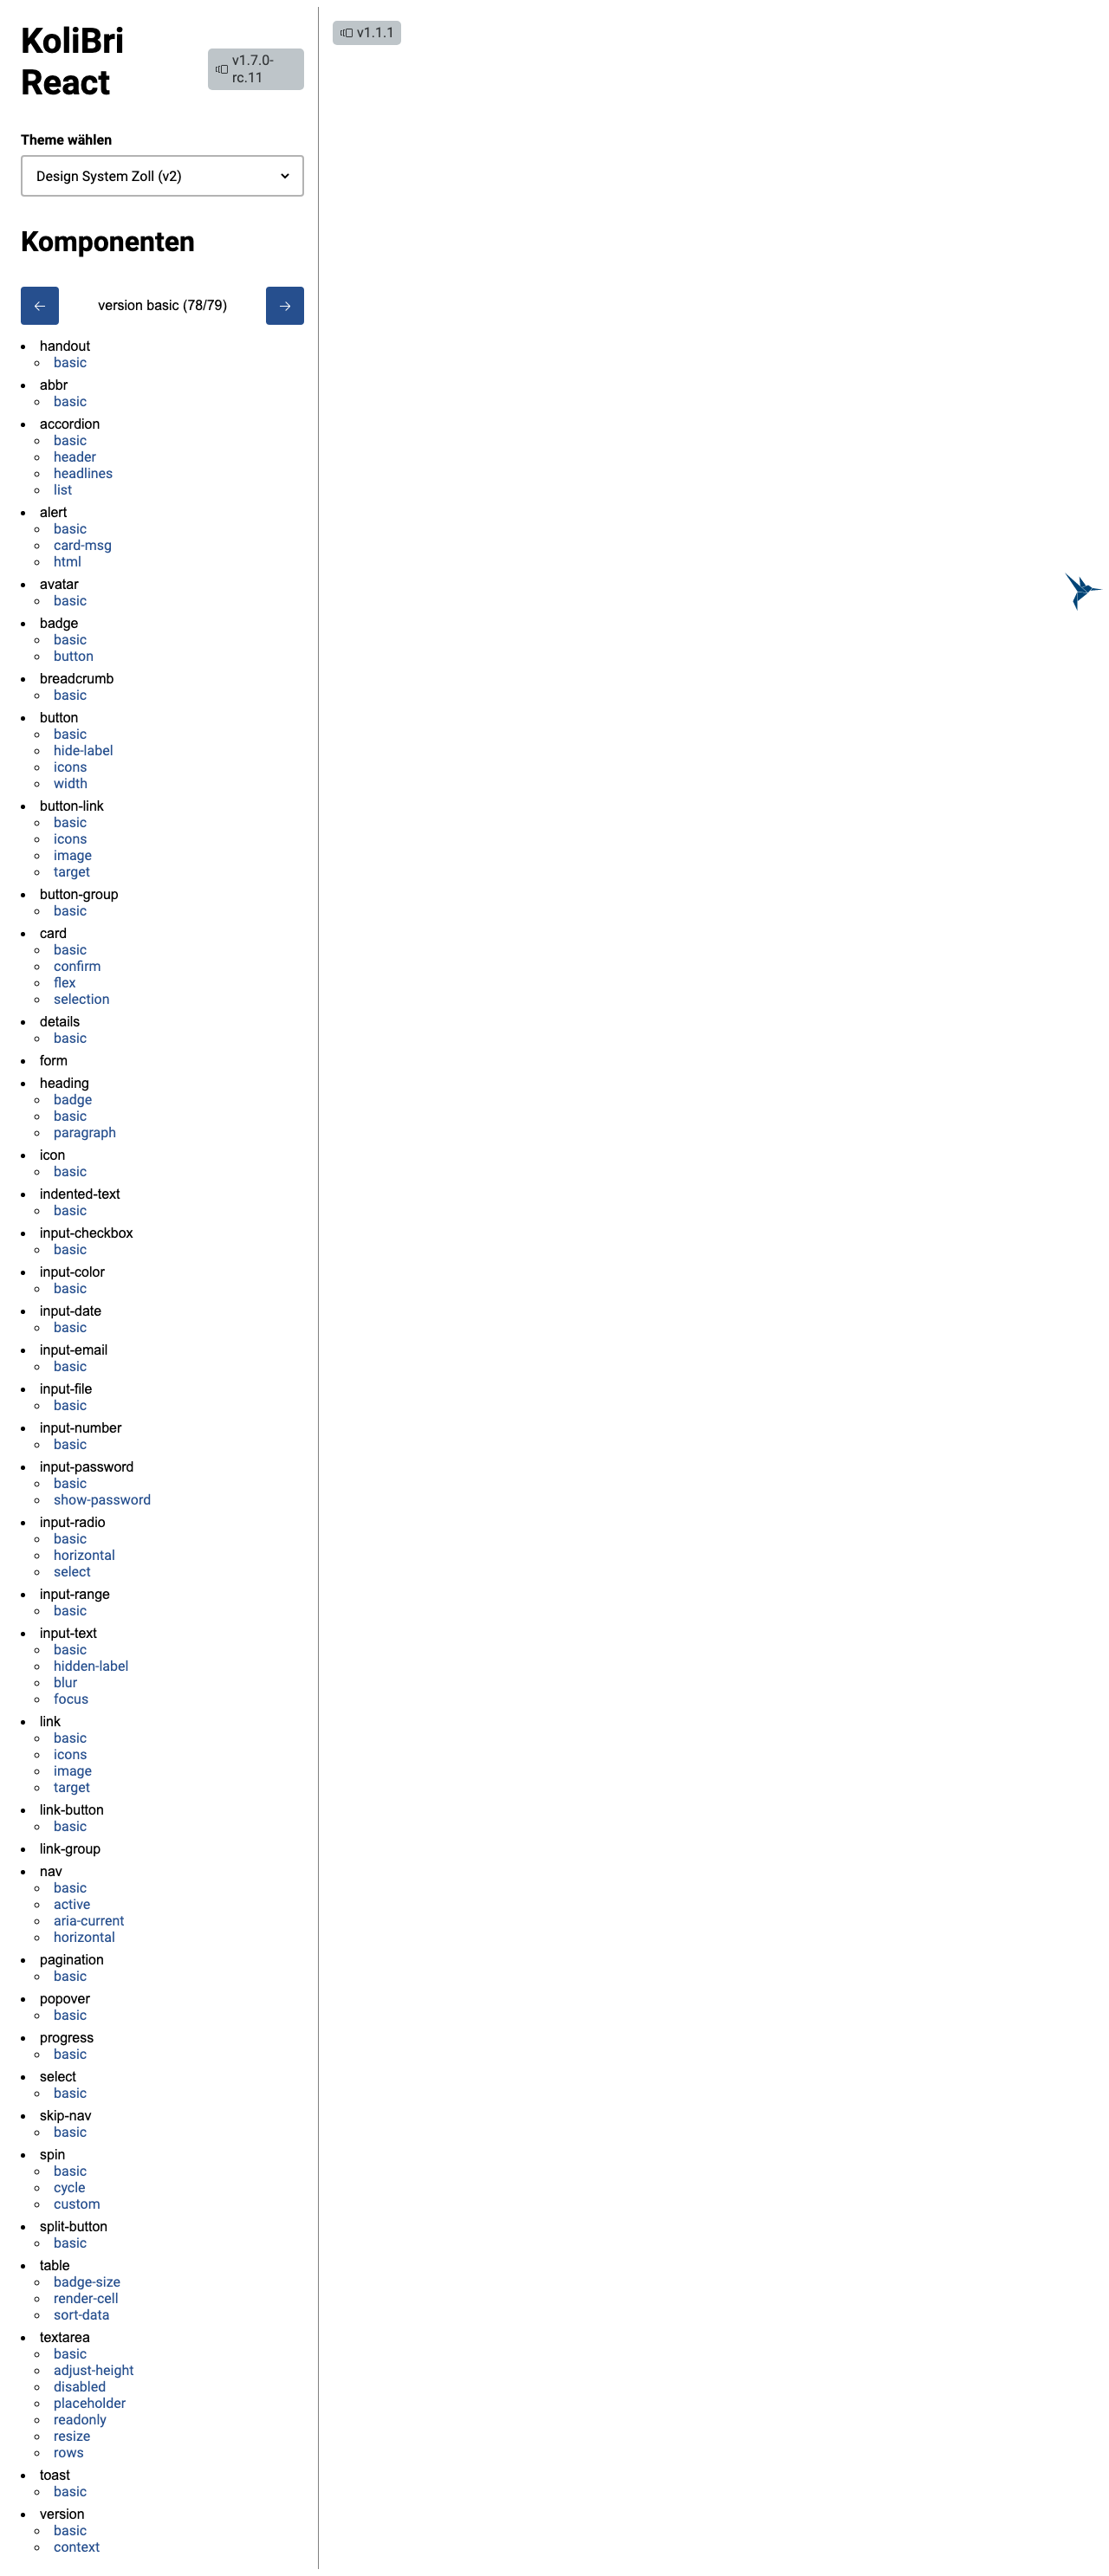 KoliBri
React
v1.7.0-
rc.11
Theme wählen
Design System Zoll (v2)
Komponenten
version basic (78/79)
handout
basic
abbr
basic
accordion
basic
header
headlines
list
alert
basic
card-msg
html
avatar
basic
badge
basic
button
breadcrumb
basic
button
basic
hide-label
icons
width
button-link
basic
icons
image
target
button-group
basic
card
basic
confirm
flex
selection
details
basic
form
heading
badge
basic
paragraph
icon
basic
indented-text
basic
input-checkbox
basic
input-color
basic
input-date
basic
input-email
basic
input-file
basic
input-number
basic
input-password
basic
show-password
input-radio
basic
horizontal
select
input-range
basic
input-text
basic
hidden-label
blur
focus
link
basic
icons
image
target
link-button
basic
link-group
nav
basic
active
aria-current
horizontal
pagination
basic
popover
basic
progress
basic
select
basic
skip-nav
basic
spin
basic
cycle
custom
split-button
basic
table
badge-size
render-cell
sort-data
textarea
basic
adjust-height
disabled
placeholder
readonly
resize
rows
toast
basic
version
basic
context
v1.1.1